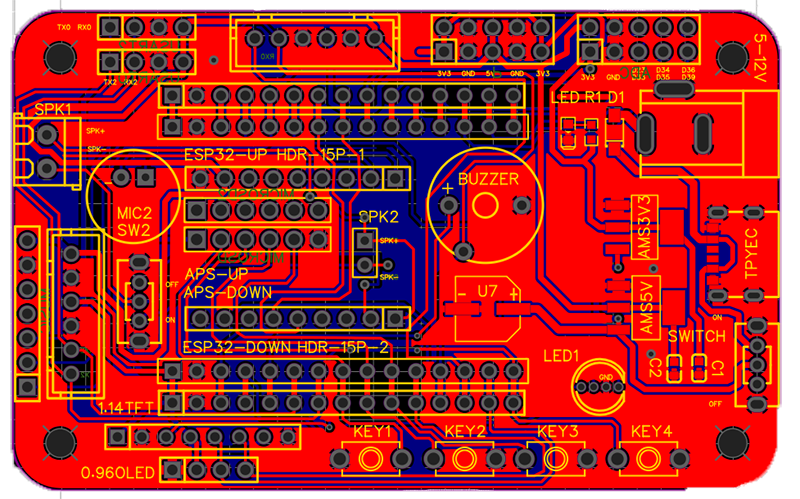 TX0 RX0
5-12V
TX2 RX2
RX0
3V3 GND 5V G 3V3
3V3 GND D33 D34 D35 D36 D39
SPK1
SPK+
SPK-
LED R1 D1
ESP32-UP HDR-15P-1
MIC2
SW2
BUZZER
+
SPK2
SPK+
SPK-
AMS3V3
TPYEC
APS-UP
APS-DOWN
OFF
ON
- U7 +
AMS5V
ON
SWITCH
ESP32-DOWN HDR-15P-2
LED1
GND
C2 C1
OFF
1.14TFT
KEY1 KEY2 KEY3 KEY4
0.96OLED